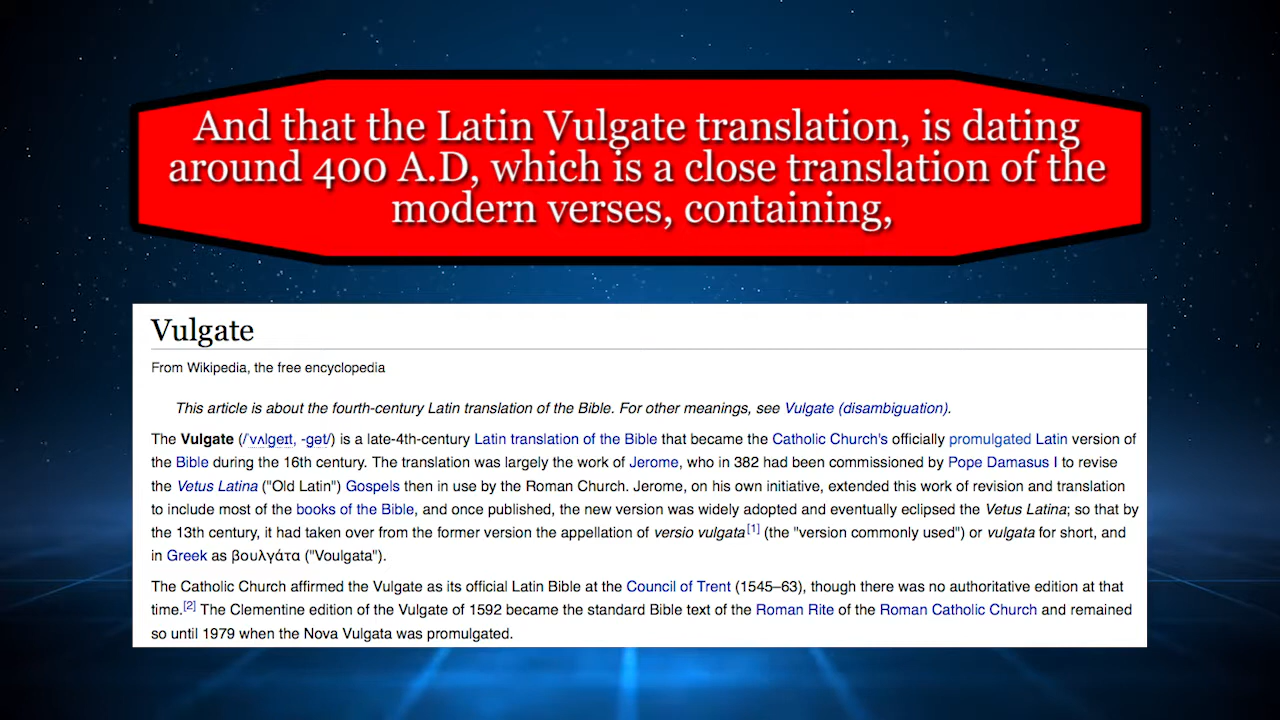 And that the Latin Vulgate translation, is dating
around 400 A.D, which is a close translation of the
modern verses, containing,
Vulgate
From Wikipedia, the free encyclopedia
This article is about the fourth-century Latin translation of the Bible. For other meanings, see Vulgate (disambiguation).
The Vulgate (/ˈvʌlɡeɪt, -ɡət/) is a late-4th-century Latin translation of the Bible that became the Catholic Church's officially promulgated Latin version of
the Bible during the 16th century. The translation was largely the work of Jerome, who in 382 had been commissioned by Pope Damasus I to revise
the Vetus Latina ("Old Latin") Gospels then in use by the Roman Church. Jerome, on his own initiative, extended this work of revision and translation
to include most of the books of the Bible, and once published, the new version was widely adopted and eventually eclipsed the Vetus Latina; so that by
the 13th century, it had taken over from the former version the appellation of versio vulgata[1] (the "version commonly used") or vulgata for short, and
in Greek as βουλγάτα ("Voulgata").
The Catholic Church affirmed the Vulgate as its official Latin Bible at the Council of Trent (1545–63), though there was no authoritative edition at that
time.[2] The Clementine edition of the Vulgate of 1592 became the standard Bible text of the Roman Rite of the Roman Catholic Church and remained
so until 1979 when the Nova Vulgata was promulgated.